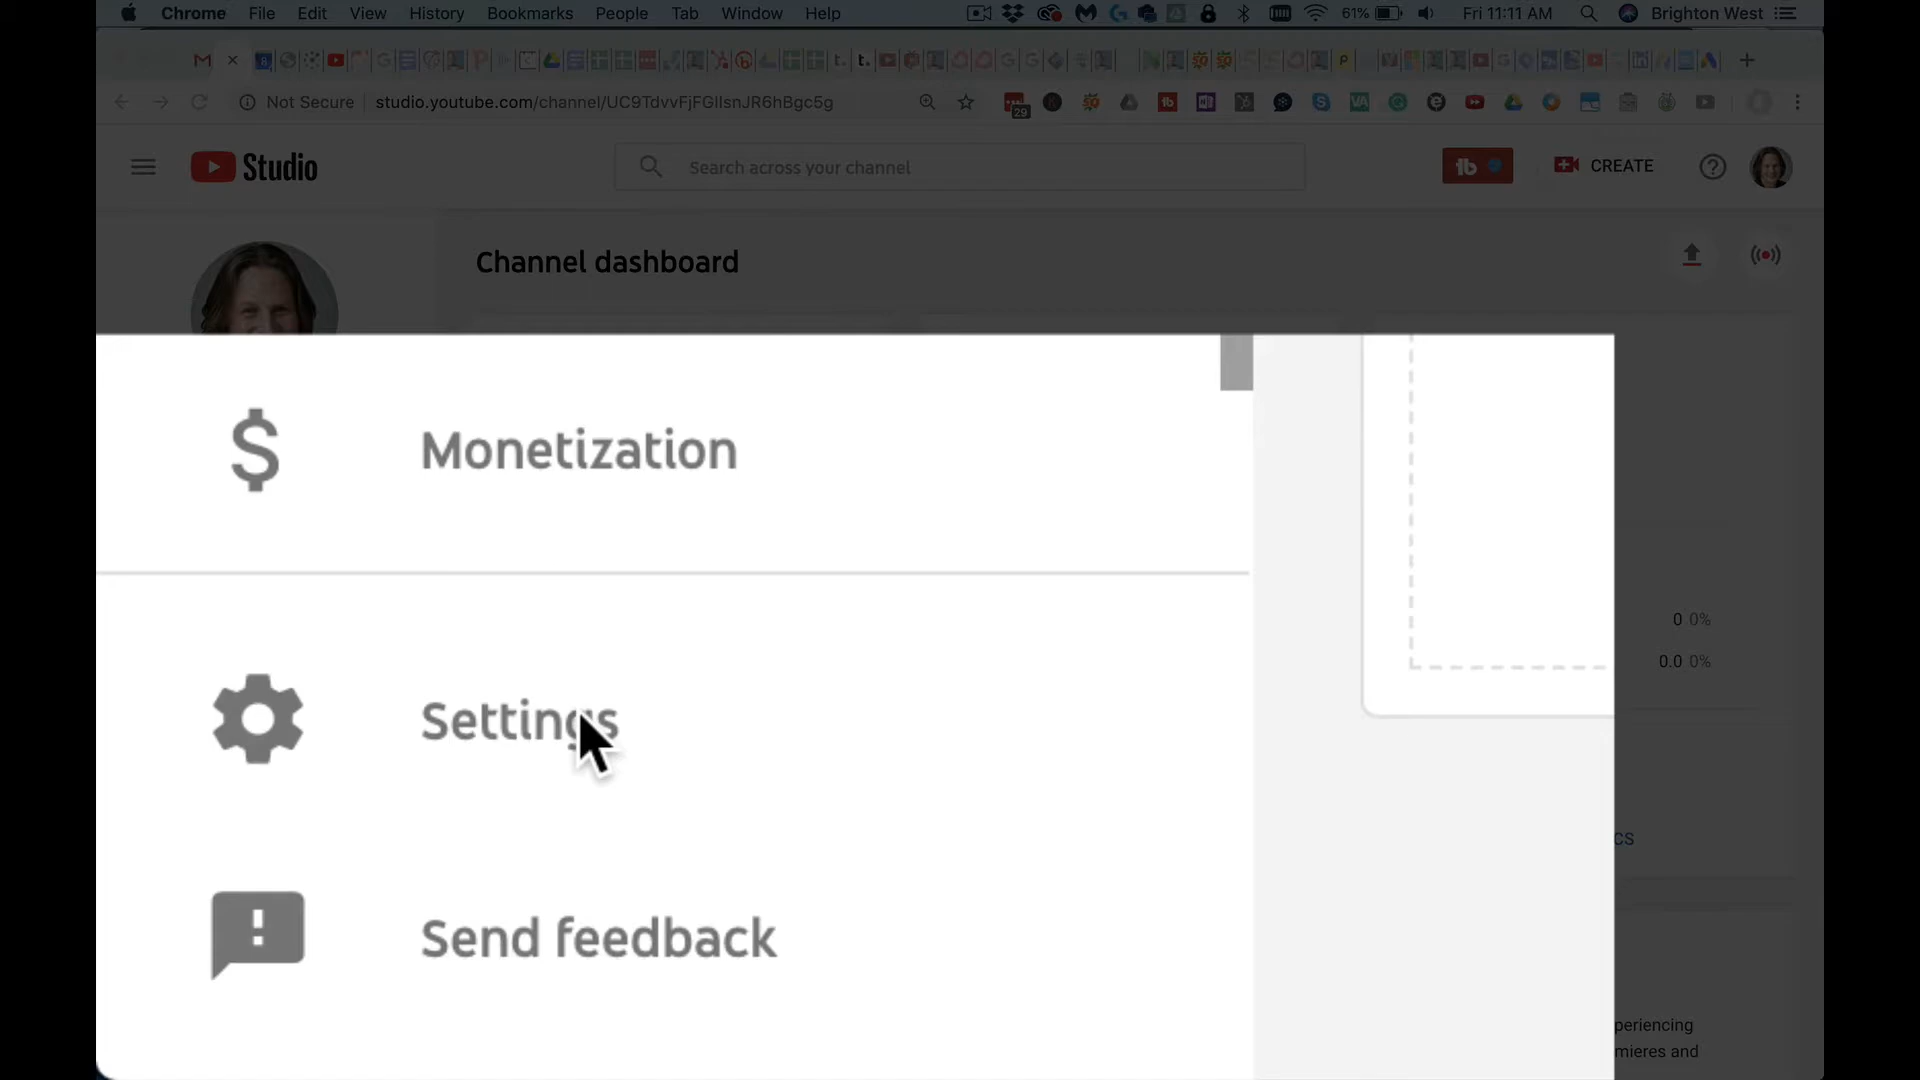 Chrome File Edit View History Bookmarks People Tab Window Help 61% Fri 11:11 AM Brighton West
Not Secure studio.youtube.com/channel/UC9TdvvFjFGIlsnJR6hBgc5g 29
Studio Search across your channel CREATE
Channel dashboard
Monetization
0 0%
0.0 0%
Settings
CS
Send feedback
periencing
mieres and